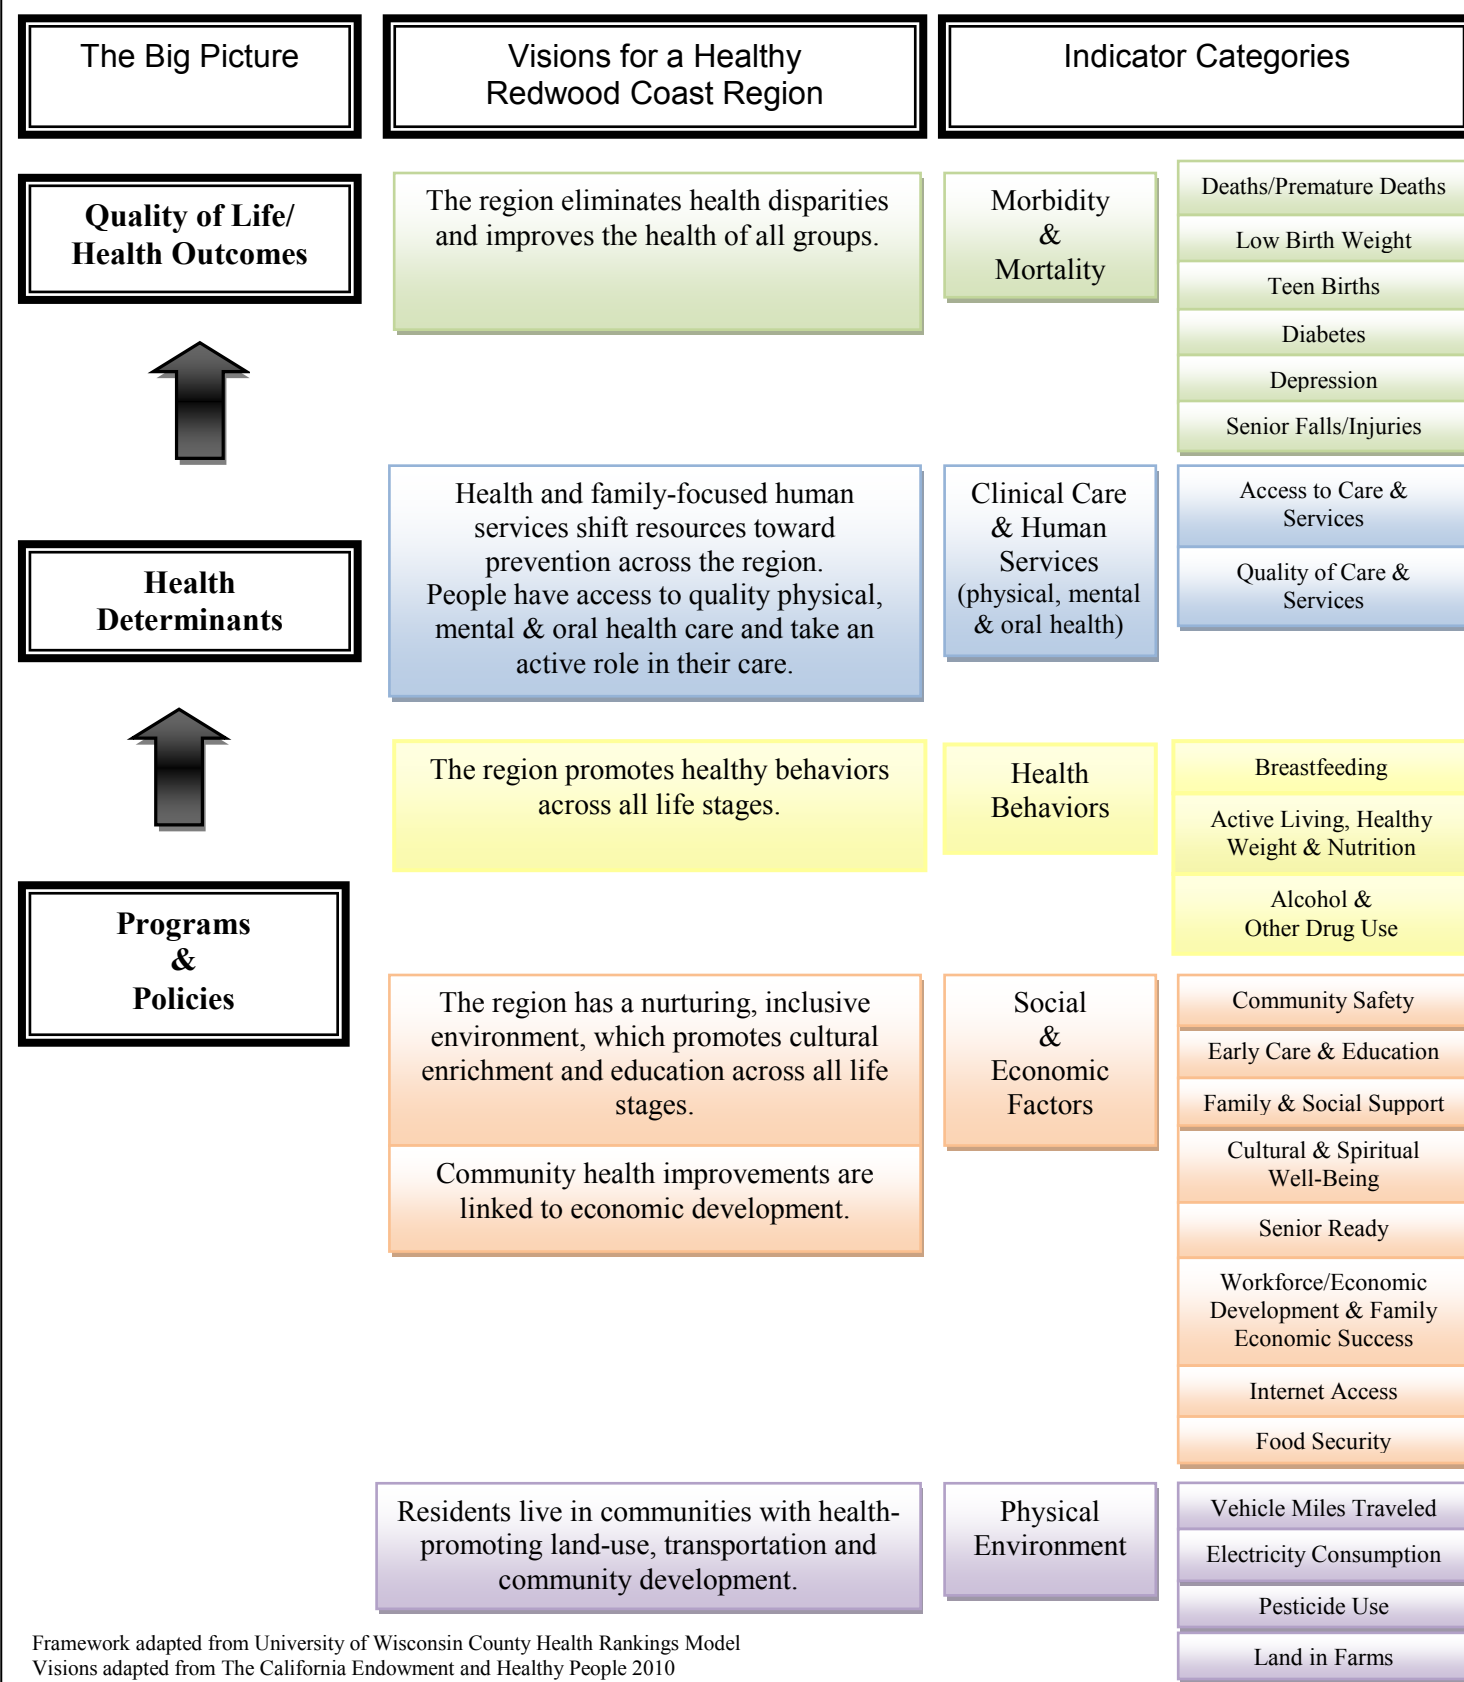 The Big Picture
Visions for a Healthy
Redwood Coast Region
Indicator Categories
Quality of Life/
Health Outcomes
The region eliminates health disparities
and improves the health of all groups.
Morbidity
&
Mortality
Deaths/Premature Deaths
Low Birth Weight
Teen Births
Diabetes
Depression
Senior Falls/Injuries
Health
Determinants
Health and family-focused human
services shift resources toward
prevention across the region.
People have access to quality physical,
mental & oral health care and take an
active role in their care.
Clinical Care
& Human
Services
(physical, mental
& oral health)
Access to Care &
Services
Quality of Care &
Services
The region promotes healthy behaviors
across all life stages.
Health
Behaviors
Breastfeeding
Active Living, Healthy
Weight & Nutrition
Alcohol &
Other Drug Use
Programs
&
Policies
The region has a nurturing, inclusive
environment, which promotes cultural
enrichment and education across all life
stages.
Community health improvements are
linked to economic development.
Social
&
Economic
Factors
Community Safety
Early Care & Education
Family & Social Support
Cultural & Spiritual
Well-Being
Senior Ready
Workforce/Economic
Development & Family
Economic Success
Internet Access
Food Security
Residents live in communities with health-
promoting land-use, transportation and
community development.
Physical
Environment
Vehicle Miles Traveled
Electricity Consumption
Pesticide Use
Land in Farms
Framework adapted from University of Wisconsin County Health Rankings Model
Visions adapted from The California Endowment and Healthy People 2010